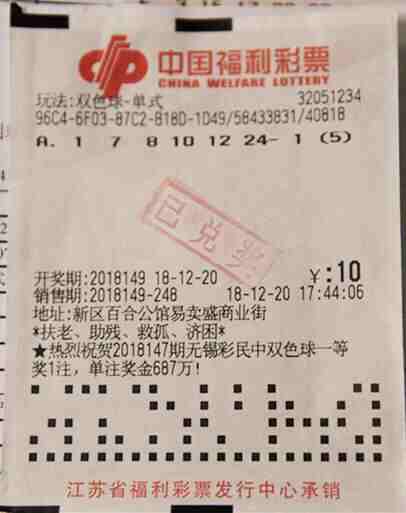 中国福利彩票
CHINA WELFARE LOTTERY
玩法:双色球-单式 32051234
96C4-6F03-87C2-818D-1D49/58433831/40818
A. 1 7 8 10 12 24- 1 (5)
已兑奖
开奖期:2018149 18-12-20 ¥:10
销售期:2018149-248 18-12-20 17:44:06
地址:新区百合公馆易卖盛商业街
*扶老、助残、救孤、济困*
★热烈祝贺2018147期无锡彩民中双色球一等
奖1注，单注奖金687万!
江苏省福利彩票发行中心承销